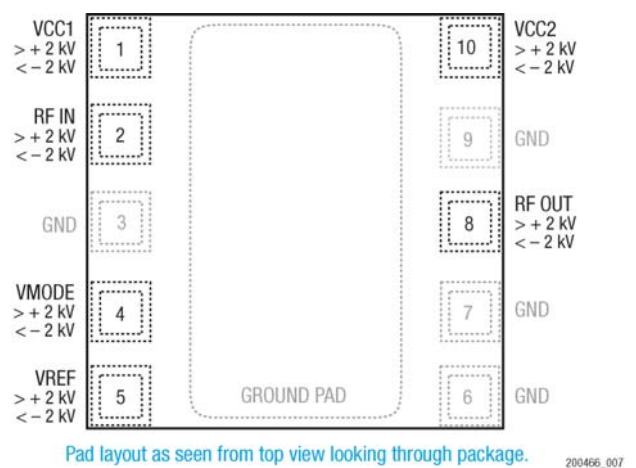 VCC1
> + 2 kV
< – 2 kV
1
RF IN
> + 2 kV
< – 2 kV
2
GND
3
VMODE
> + 2 kV
< – 2 kV
4
VREF
> + 2 kV
< – 2 kV
5
GROUND PAD
10
VCC2
> + 2 kV
< – 2 kV
9
GND
8
RF OUT
> + 2 kV
< – 2 kV
7
GND
6
GND
Pad layout as seen from top view looking through package.
200466_007